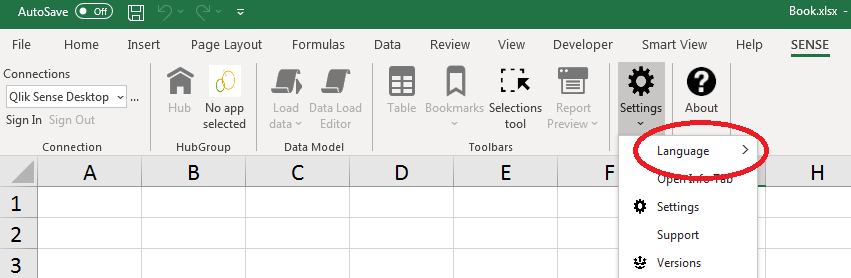 AutoSave Off Book.xlsx -
File Home Insert Page Layout Formulas Data Review View Developer Smart View Help SENSE
Connections
Qlik Sense Desktop ...
Sign In Sign Out
Connection
Hub
No app
selected
HubGroup
Load
data
Data Load
Editor
Data Model
Table
Bookmarks
Selections
tool
Report
Preview
Toolbars
Settings
About
Language
Open Info Tab
Settings
Support
Versions
A B C D E F H
1
2
3